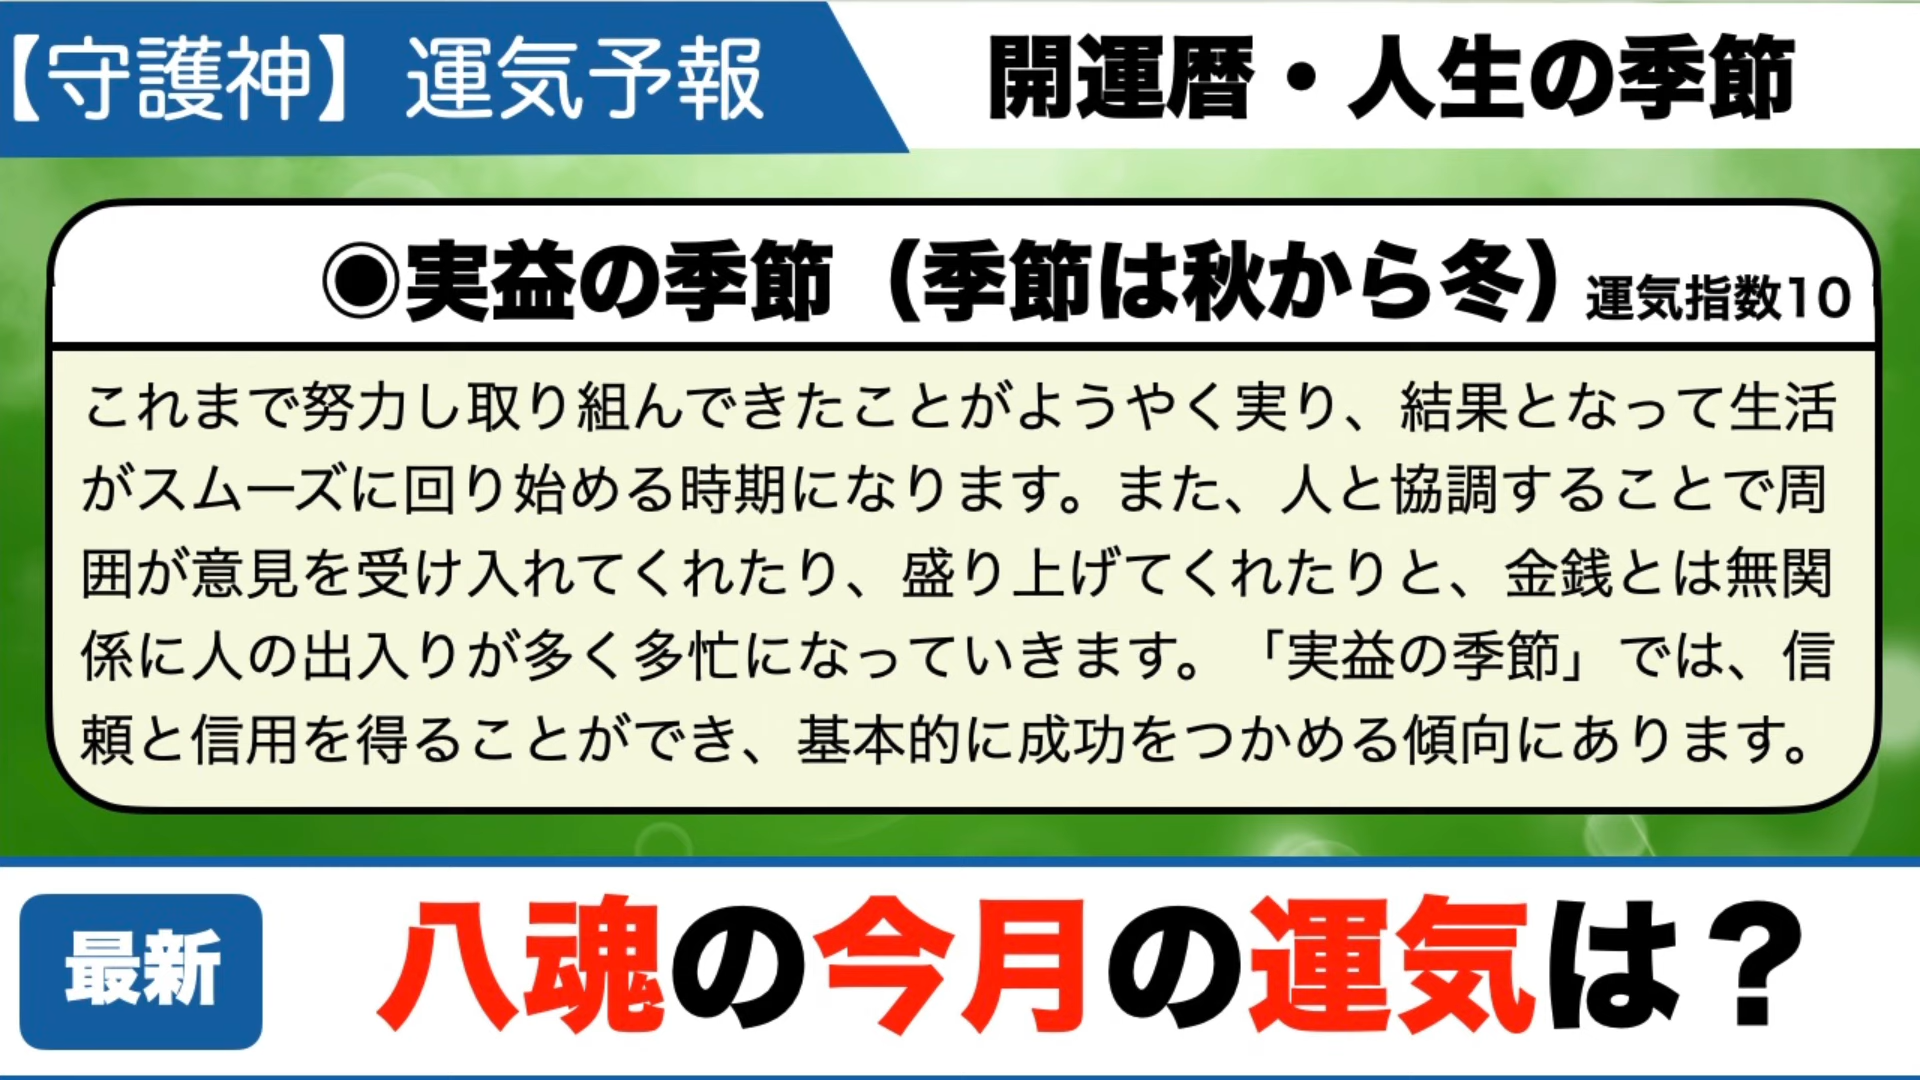 【守護神】運気予報
開運暦・人生の季節
◉実益の季節（季節は秋から冬）運気指数10
これまで努力し取り組んできたことがようやく実り、結果となって生活
がスムーズに回り始める時期になります。また、人と協調することで周
囲が意見を受け入れてくれたり、盛り上げてくれたりと、金銭とは無関
係に人の出入りが多く多忙になっていきます。「実益の季節」では、信
頼と信用を得ることができ、基本的に成功をつかめる傾向にあります。
最新
八魂の今月の運気は？